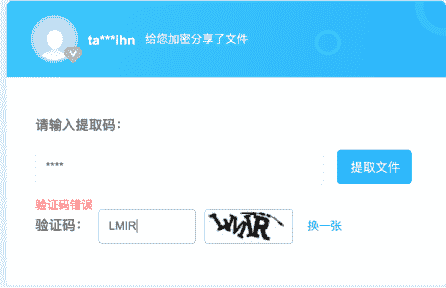 ta***lhn 给您加密分享了文件
请输入提取码：
**** 提取文件
验证码错误
验证码： LMIR LMIR 换一张